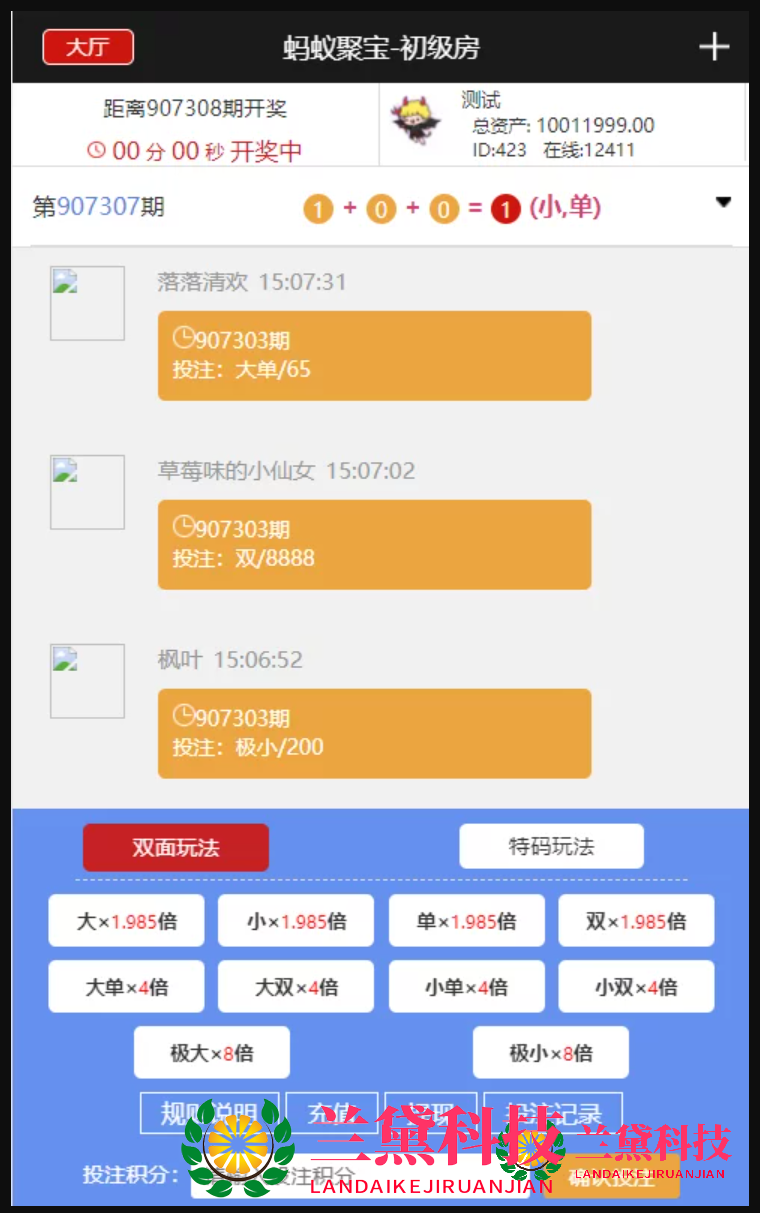 大厅
蚂蚁聚宝-初级房
距离907308期开奖
00 分 00 秒 开奖中
测试
总资产: 10011999.00
ID:423 在线:12411
第907307期
1 + 0 + 0 = 1 (小,单)
落落清欢 15:07:31
907303期
投注：大单/65
草莓味的小仙女 15:07:02
907303期
投注：双/8888
枫叶 15:06:52
907303期
投注：极小/200
双面玩法 特码玩法
大×1.985倍 小×1.985倍 单×1.985倍 双×1.985倍
大单×4倍 大双×4倍 小单×4倍 小双×4倍
极大×8倍 极小×8倍
规则说明 充值 投注记录
兰黛科技 兰黛科技
LANDAIKEJIRUANJIAN LANDAIKEJIRUANJIAN
投注积分： 投注积分 确认投注